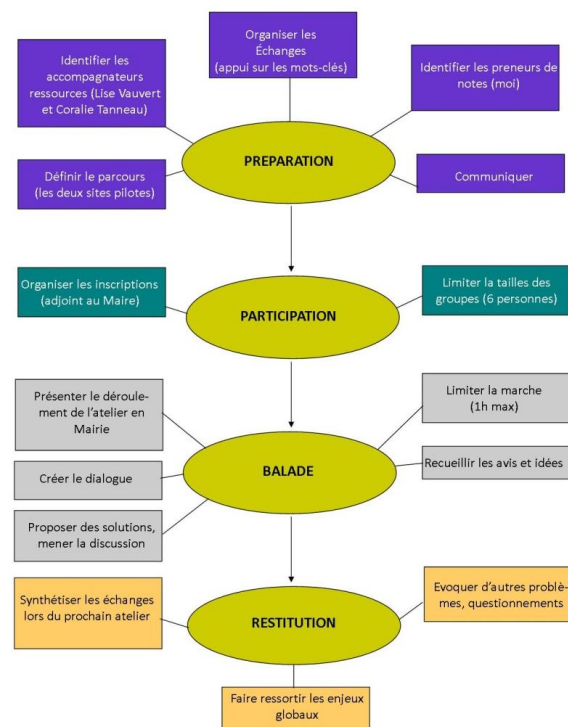 Organiser les
Échanges
(appui sur les mots-clés)
Identifier les
accompagnateurs
ressources (Lise Vauvert
et Coralie Tanneau)
Identifier les preneurs de
notes (moi)
PREPARATION
Définir le parcours
(les deux sites pilotes)
Communiquer
Organiser les inscriptions
(adjoint au Maire)
Limiter la tailles des
groupes (6 personnes)
PARTICIPATION
Présenter le déroule-
ment de l'atelier en
Mairie
Limiter la marche
(1h max)
Créer le dialogue
BALADE
Recueillir les avis et idées
Proposer des solutions,
mener la discussion
Synthétiser les échanges
lors du prochain atelier
Evoquer d'autres problè-
mes, questionnements
RESTITUTION
Faire ressortir les enjeux
globaux